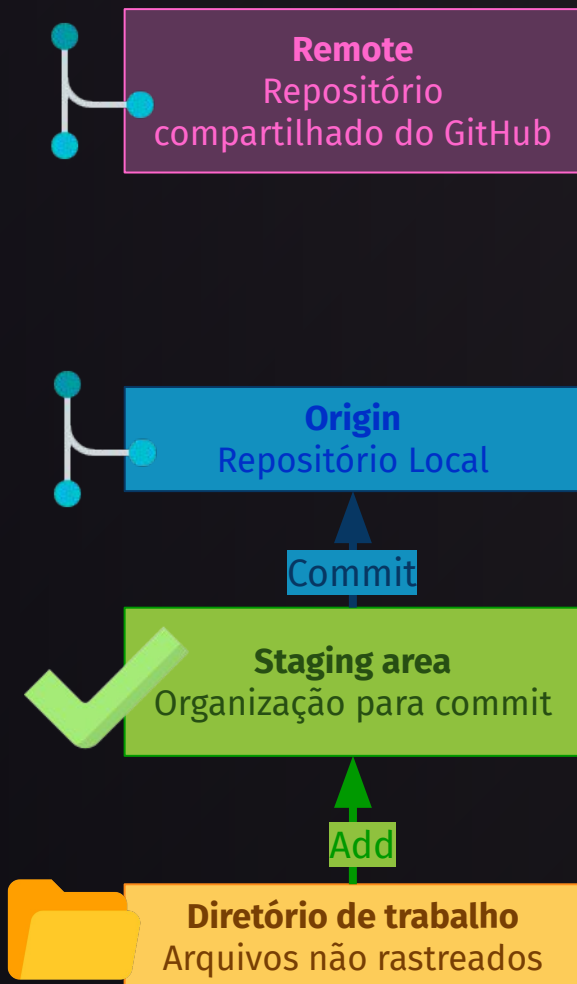 Remote
Repositório
compartilhado do GitHub
Origin
Repositório Local
Commit
Staging area
Organização para commit
Add
Diretório de trabalho
Arquivos não rastreados